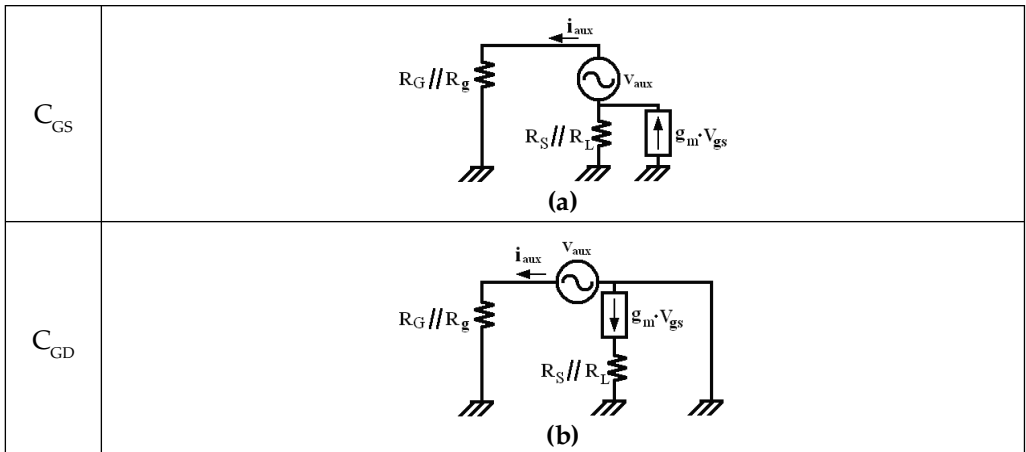 C_GS
i_aux
R_G//R_g
v_aux
R_S//R_L
g_m·V_gs
(a)
C_GD
i_aux
v_aux
R_G//R_g
g_m·V_gs
R_S//R_L
(b)